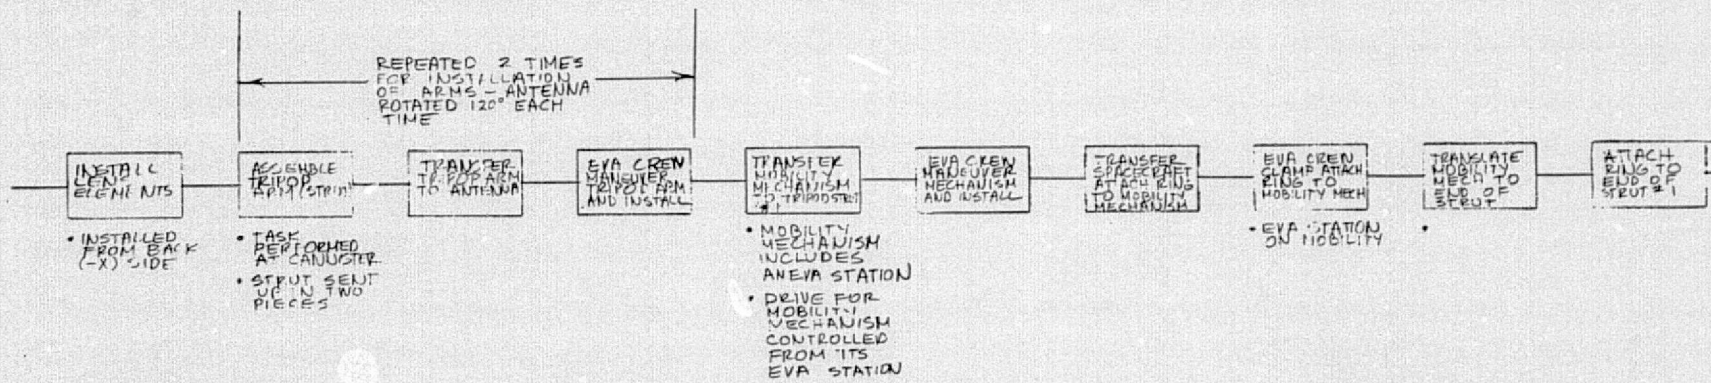 REPEATED 2 TIMES
FOR INSTALLATION
OF ARMS - ANTENNA
ROTATED 120° EACH
TIME
INSTALL
LENS
ELEMENTS
• INSTALLED
FROM BACK
(-X) SIDE
ASSEMBLE
TRIPOD
ARM (STRUT)
• TASK
PERFORMED
AT CANNISTER
• STRUT SENT
UP IN TWO
PIECES
TRANSFER
TRIPOD ARM
TO ANTENNA
EVA CREW
MANEUVER
TRIPOD ARM
AND INSTALL
TRANSFER
MOBILITY
MECHANISM
TO TRIPOD STRUT
#1
• MOBILITY
MECHANISM
INCLUDES
AN EVA STATION
• DRIVE FOR
MOBILITY
MECHANISM
CONTROLLED
FROM ITS
EVA STATION
EVA CREW
MANEUVER
MECHANISM
AND INSTALL
TRANSFER
SPACECRAFT
ATTACH RING
TO MOBILITY
MECHANISM
EVA CREW
CLAMP ATTACH
RING TO
MOBILITY MECH
• EVA STATION
ON MOBILITY
TRANSLATE
MOBILITY
MECH TO
END OF
STRUT
•
ATTACH
RING TO
END OF
STRUT #1